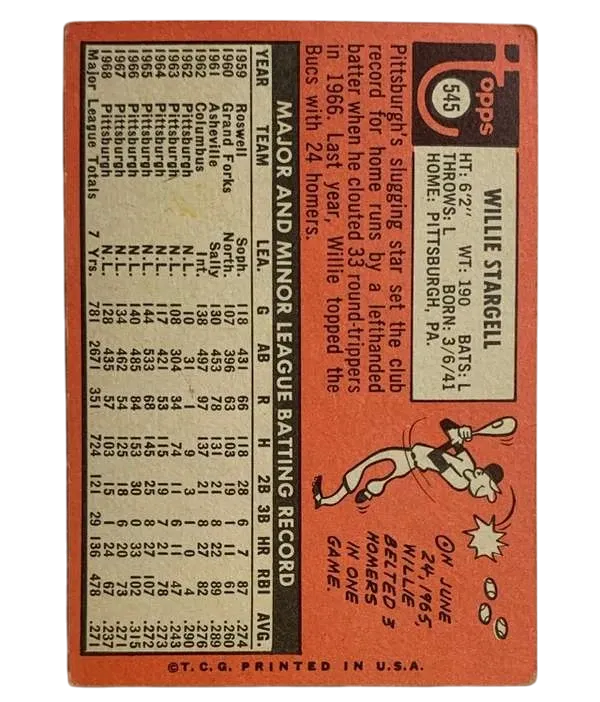 Topps
545
WILLIE STARGELL
HT: 6'2" WT: 190 BATS: L
THROWS: L BORN: 3/6/41
HOME: PITTSBURGH, PA.
Pittsburgh's slugging star set the club
record for home runs by a lefthanded
batter when he clouted 33 round-trippers
in 1966. Last year, Willie topped the
Bucs with 24 homers.
ON JUNE
24, 1965,
WILLIE
BELTED 3
HOMERS
IN ONE
GAME.
MAJOR AND MINOR LEAGUE BATTING RECORD
YEAR TEAM LEA. G AB R H 2B 3B HR RBI AVG.
1959 Roswell Soph. 118 431 66 118 28 6 7 87 .274
1960 Grand Forks North. 107 396 63 103 19 1 11 61 .260
1961 Asheville Sally 130 453 78 131 21 8 22 89 .289
1962 Columbus Int. 138 497 97 137 21 8 27 82 .276
1962 Pittsburgh N.L. 10 31 1 9 3 1 0 4 .290
1963 Pittsburgh N.L. 108 304 34 74 11 6 11 47 .243
1964 Pittsburgh N.L. 117 421 53 115 19 7 21 78 .273
1965 Pittsburgh N.L. 144 533 68 145 25 8 27 107 .272
1966 Pittsburgh N.L. 140 485 84 153 30 0 33 102 .315
1967 Pittsburgh N.L. 134 462 54 125 18 6 20 73 .271
1968 Pittsburgh N.L. 128 435 57 103 15 1 24 67 .237
Major League Totals 7 Yrs. 781 2671 351 724 121 29 136 478 .271
©T.C.G. PRINTED IN U.S.A.